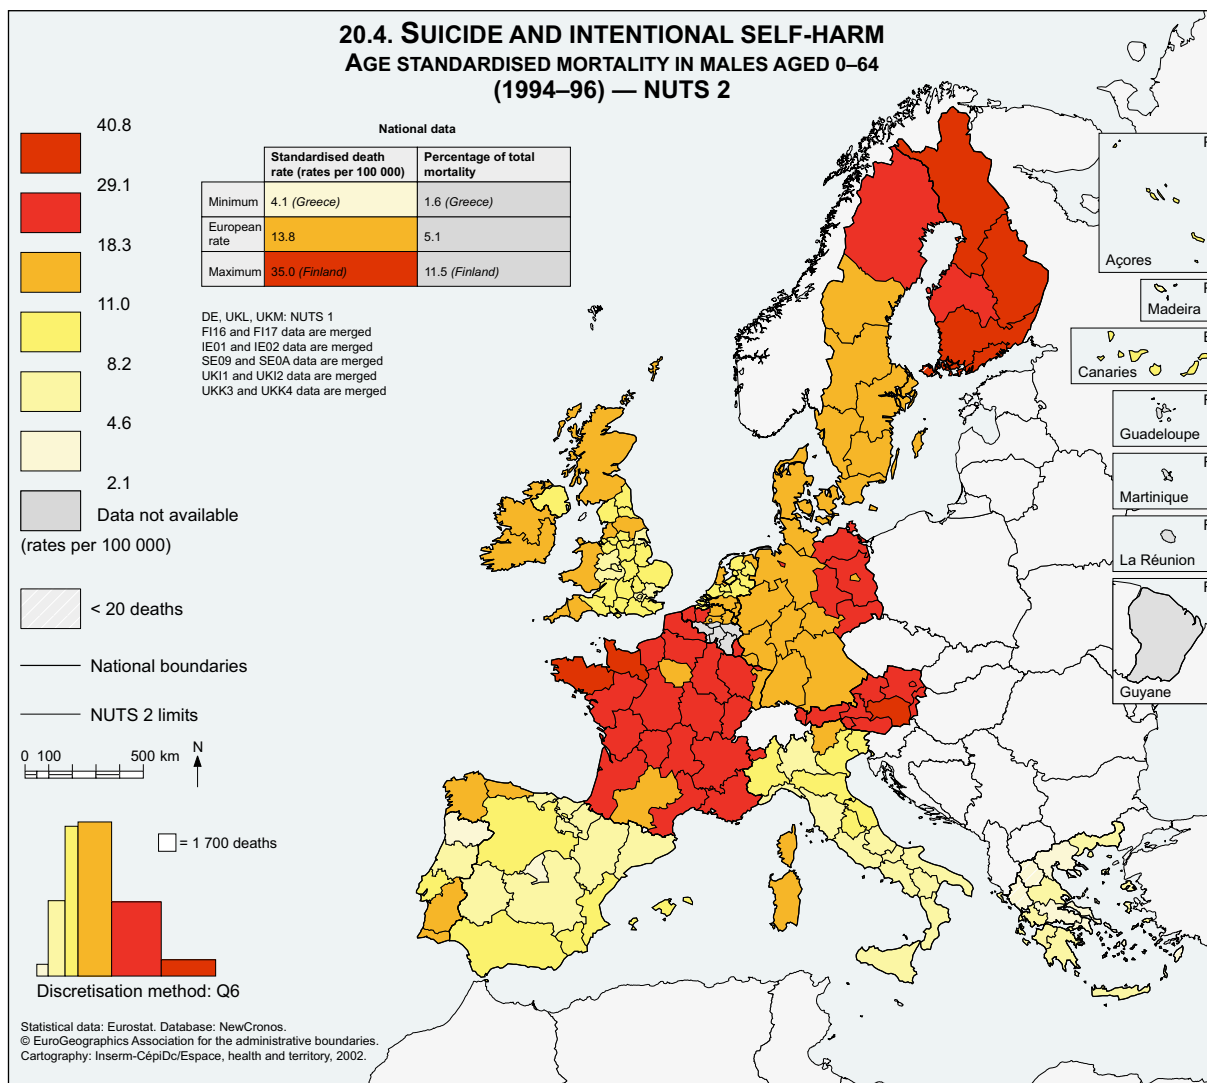 20.4. SUICIDE AND INTENTIONAL SELF-HARM
AGE STANDARDISED MORTALITY IN MALES AGED 0–64
(1994–96) — NUTS 2
40.8
29.1
18.3
11.0
8.2
4.6
2.1
Data not available
(rates per 100 000)
< 20 deaths
National boundaries
NUTS 2 limits
0 100 500 km
N
National data
Standardised death rate (rates per 100 000) Percentage of total mortality
Minimum 4.1 (Greece) 1.6 (Greece)
European rate 13.8 5.1
Maximum 35.0 (Finland) 11.5 (Finland)
DE, UKL, UKM: NUTS 1
FI16 and FI17 data are merged
IE01 and IE02 data are merged
SE09 and SE0A data are merged
UKI1 and UKI2 data are merged
UKK3 and UKK4 data are merged
Açores
Madeira
Canaries
Guadeloupe
Martinique
La Réunion
Guyane
= 1 700 deaths
Discretisation method: Q6
Statistical data: Eurostat. Database: NewCronos.
© EuroGeographics Association for the administrative boundaries.
Cartography: Inserm-CépiDc/Espace, health and territory, 2002.